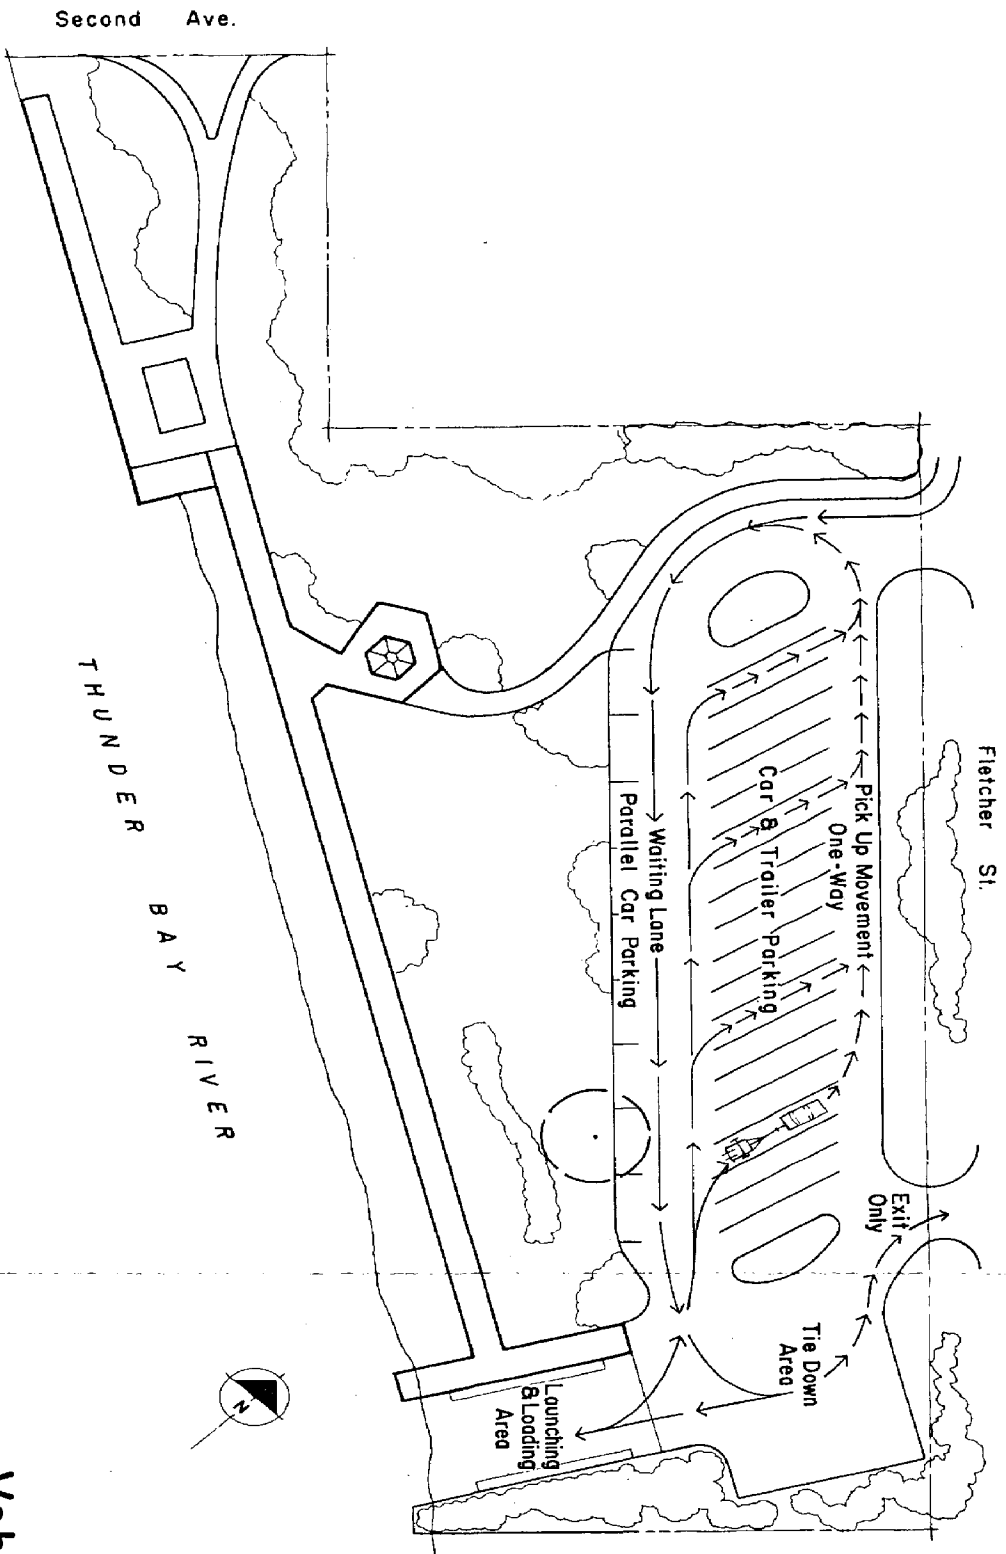 Second Ave.
Fletcher St.
Pick Up Movement
One-Way
Car & Trailer Parking
Waiting Lane
Parallel Car Parking
Exit
Only
Tie Down
Area
Launching
& Loading
Area
THUNDER BAY RIVER
N